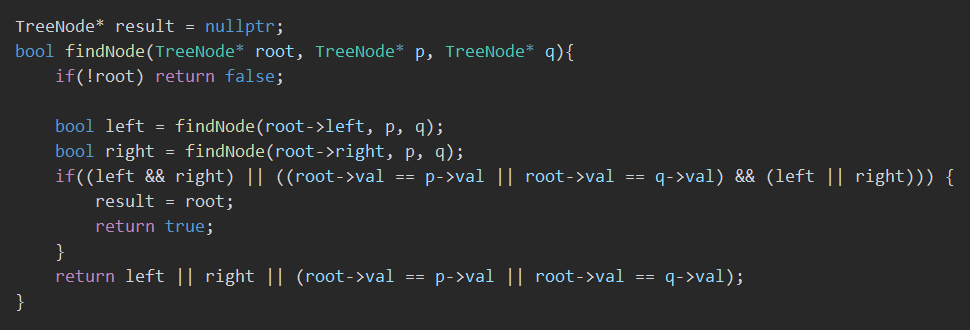 TreeNode* result = nullptr;
bool findNode(TreeNode* root, TreeNode* p, TreeNode* q){
    if(!root) return false;

    bool left = findNode(root->left, p, q);
    bool right = findNode(root->right, p, q);
    if((left && right) || ((root->val == p->val || root->val == q->val) && (left || right))) {
        result = root;
        return true;
    }
    return left || right || (root->val == p->val || root->val == q->val);
}